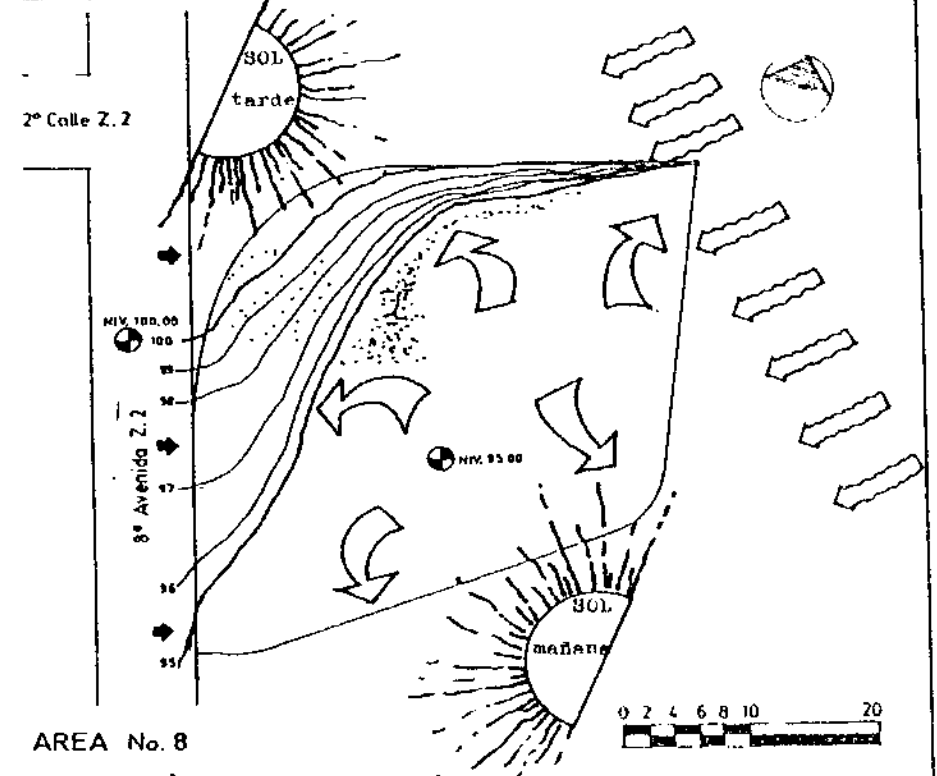 SOL
tarde
2ª Calle Z.2
NIV. 100.00
100
99
98
8ª Avenida Z.2
97
NIV. 95.00
96
95
SOL
mañana
0 2 4 6 8 10 20
AREA No. 8